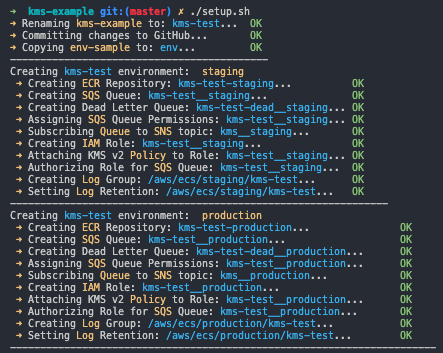 ➜ kms-example git:(master) ✗ ./setup.sh
➜ Renaming kms-example to: kms-test... OK
➜ Committing changes to GitHub... OK
➜ Copying env-sample to: env... OK
-------------------------------------------
Creating kms-test environment: staging
➜ Creating ECR Repository: kms-test-staging... OK
➜ Creating SQS Queue: kms-test__staging... OK
➜ Creating Dead Letter Queue: kms-test-dead__staging... OK
➜ Assigning SQS Queue Permissions: kms-test__staging... OK
➜ Subscribing Queue to SNS topic: kms__staging... OK
➜ Creating IAM Role: kms-test__staging... OK
➜ Attaching KMS v2 Policy to Role: kms-test__staging... OK
➜ Authorizing Role for SQS Queue: kms-test__staging... OK
➜ Creating Log Group: /aws/ecs/staging/kms-test... OK
➜ Setting Log Retention: /aws/ecs/staging/kms-test... OK
---------------------------------------------------------------
Creating kms-test environment: production
➜ Creating ECR Repository: kms-test-production... OK
➜ Creating SQS Queue: kms-test__production... OK
➜ Creating Dead Letter Queue: kms-test-dead__production... OK
➜ Assigning SQS Queue Permissions: kms-test__production... OK
➜ Subscribing Queue to SNS topic: kms__production... OK
➜ Creating IAM Role: kms-test__production... OK
➜ Attaching KMS v2 Policy to Role: kms-test__production... OK
➜ Authorizing Role for SQS Queue: kms-test__production... OK
➜ Creating Log Group: /aws/ecs/production/kms-test... OK
➜ Setting Log Retention: /aws/ecs/production/kms-test... OK
-----------------------------------------------------------------------